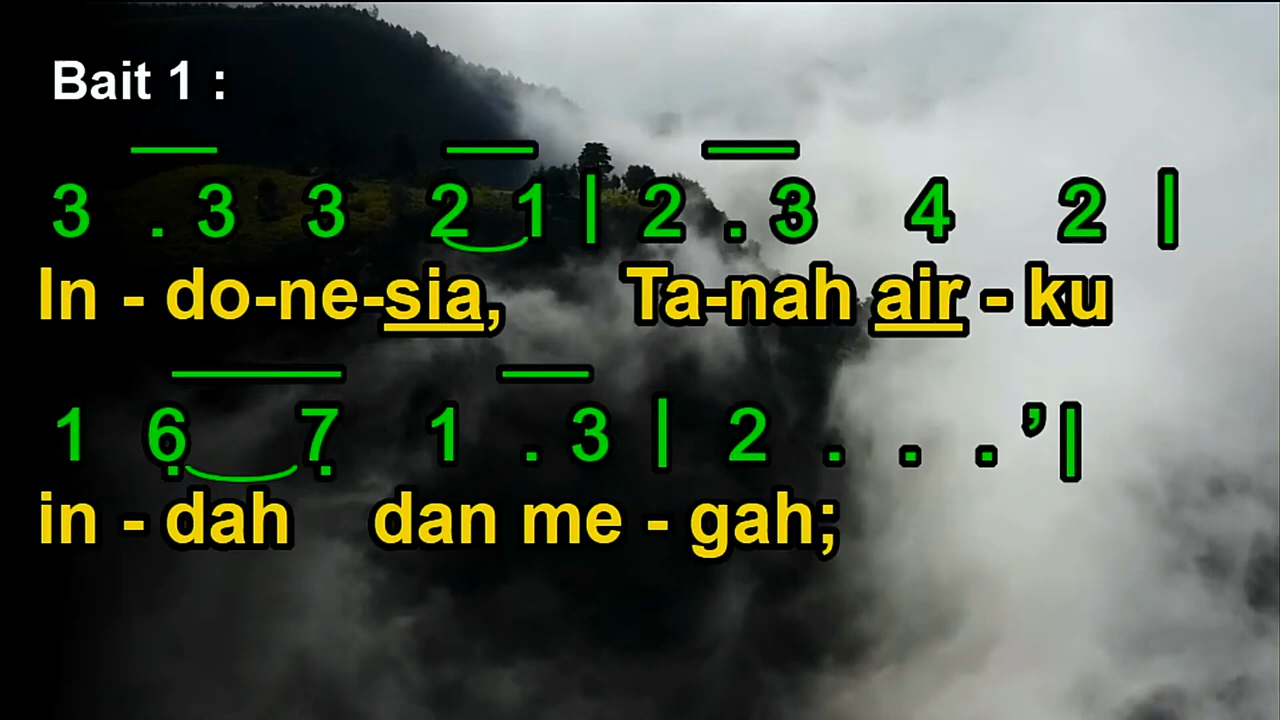 Bait 1 :
3 . 3 3 2 1 | 2 . 3 4 2 |
In - do-ne-sia, Ta-nah air - ku
1 6̣ 7̣ 1 . 3 | 2 . . . ’ |
in - dah dan me - gah;